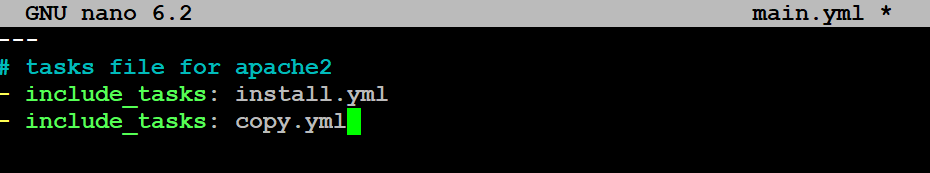 GNU nano 6.2 main.yml *
---
# tasks file for apache2
- include_tasks: install.yml
- include_tasks: copy.yml